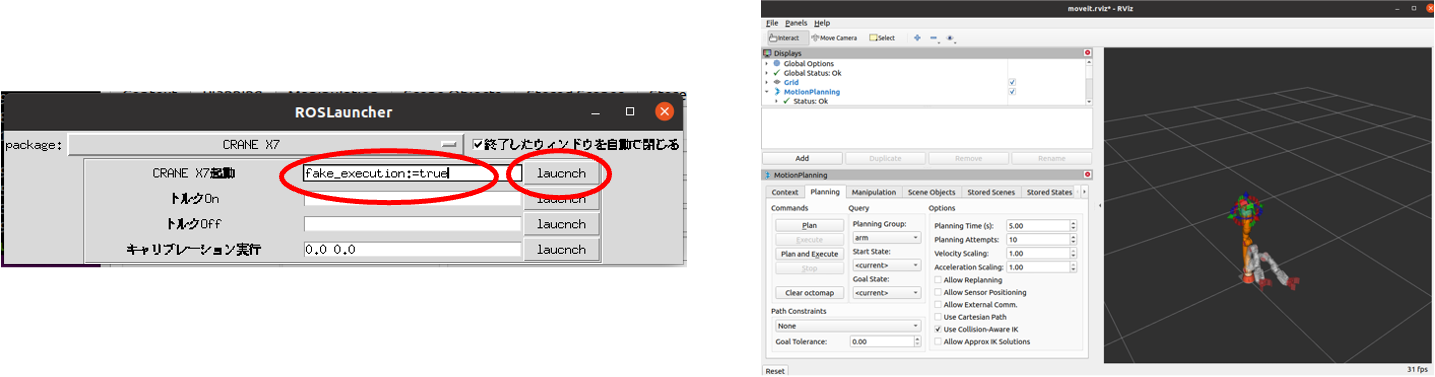 ROSLauncher
package:
CRANE X7
終了したウィンドウを自動で閉じる
CRANE X7起動
fake_execution:=true
laucnch
トルクOn
laucnch
トルクOff
laucnch
キャリブレーション実行
0.0 0.0
laucnch
moveit.rviz* - RViz
File Panels Help
Interact Move Camera Select
Displays
Global Options
Global Status: Ok
Grid
MotionPlanning
Status: Ok
Add Duplicate Remove Rename
MotionPlanning
Context Planning Manipulation Scene Objects Stored Scenes Stored States
Commands
Plan
Execute
Plan and Execute
Stop
Clear octomap
Query
Planning Group:
arm
Start State:
<current>
Goal State:
<current>
Options
Planning Time (s): 5.00
Planning Attempts: 10
Velocity Scaling: 1.00
Acceleration Scaling: 1.00
Allow Replanning
Allow Sensor Positioning
Allow External Comm.
Use Cartesian Path
Use Collision-Aware IK
Allow Approx IK Solutions
Path Constraints
None
Goal Tolerance: 0.00
Reset
31 fps